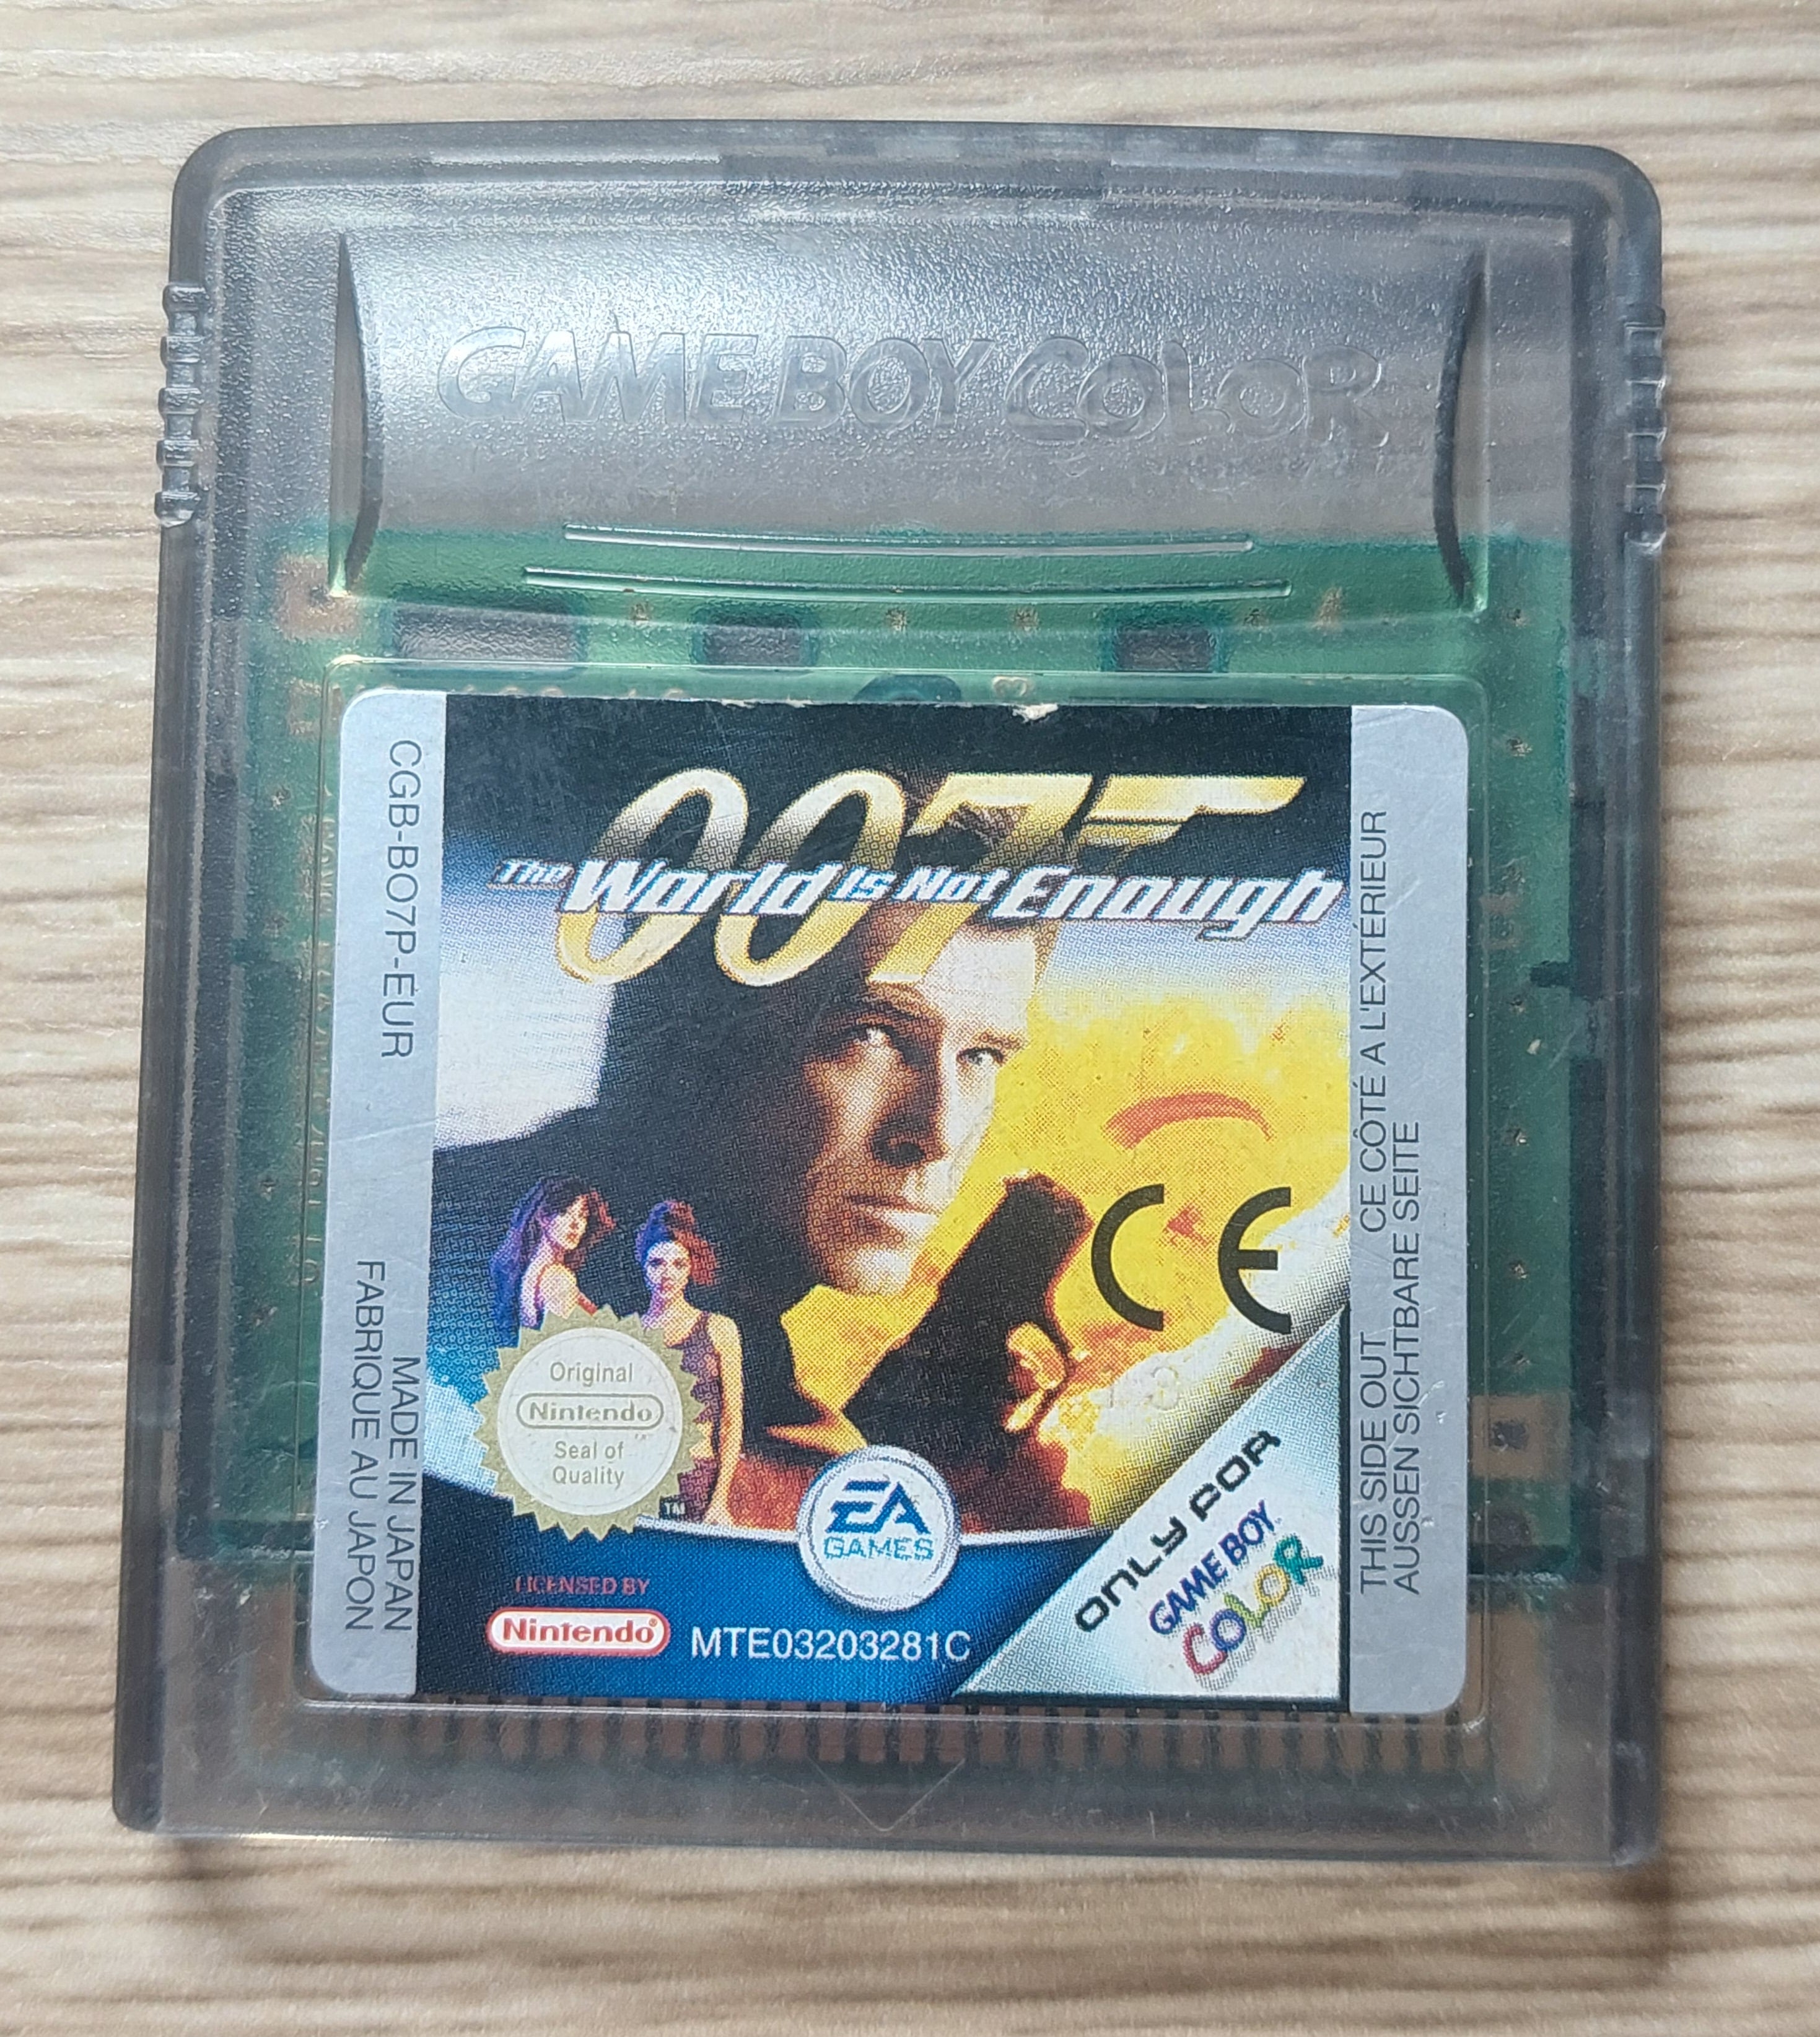 GAME BOY COLOR
CGB-BO7P-EUR
MADE IN JAPAN
FABRIQUE AU JAPON
007
The World Is Not Enough
CE
Original
Nintendo
Seal of
Quality
TM
EA
GAMES
LICENSED BY
Nintendo®
MTE03203281C
ONLY FOR
GAME BOY
COLOR
THIS SIDE OUT CE CÔTÉ A L'EXTÉRIEUR
AUSSEN SICHTBARE SEITE